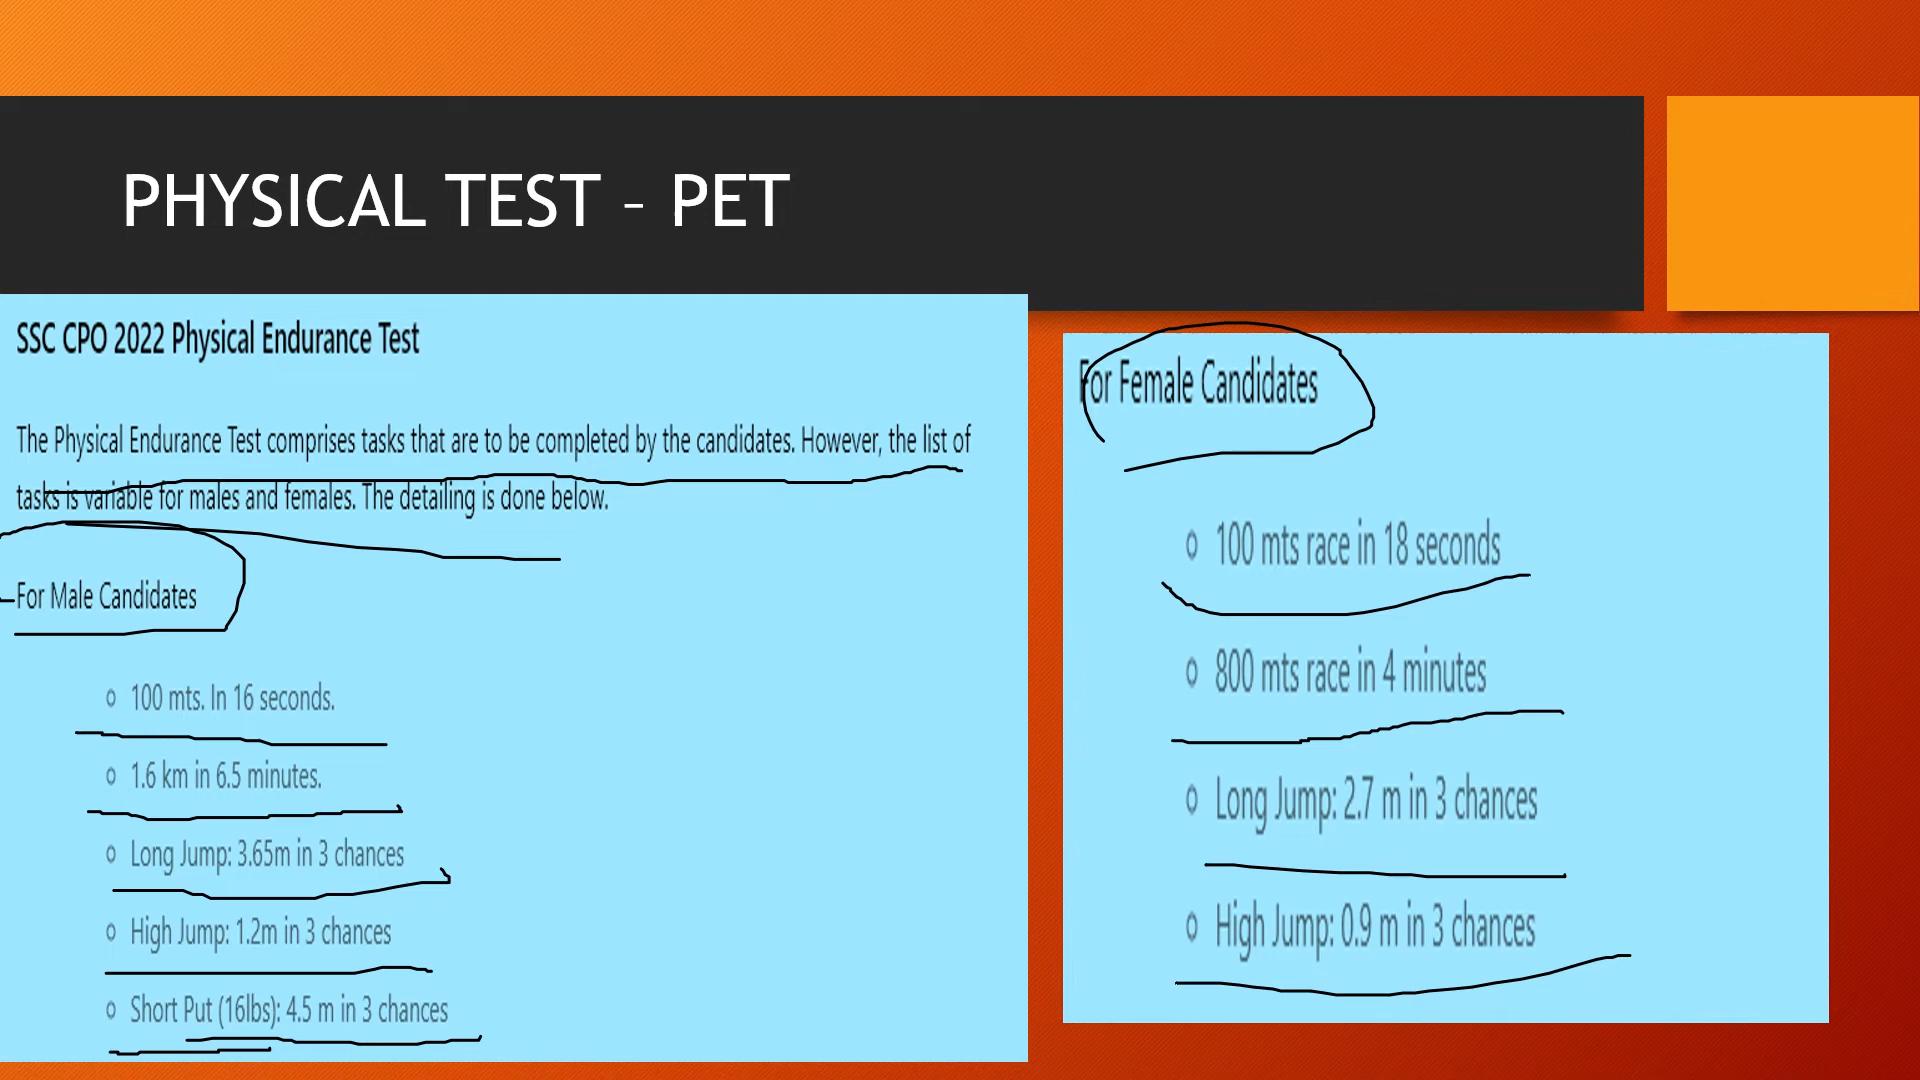 PHYSICAL TEST – PET
SSC CPO 2022 Physical Endurance Test
The Physical Endurance Test comprises tasks that are to be completed by the candidates. However, the list of
tasks is variable for males and females. The detailing is done below.
For Male Candidates
100 mts. In 16 seconds.
1.6 km in 6.5 minutes.
Long Jump: 3.65m in 3 chances
High Jump: 1.2m in 3 chances
Short Put (16lbs): 4.5 m in 3 chances
For Female Candidates
100 mts race in 18 seconds
800 mts race in 4 minutes
Long Jump: 2.7 m in 3 chances
High Jump: 0.9 m in 3 chances